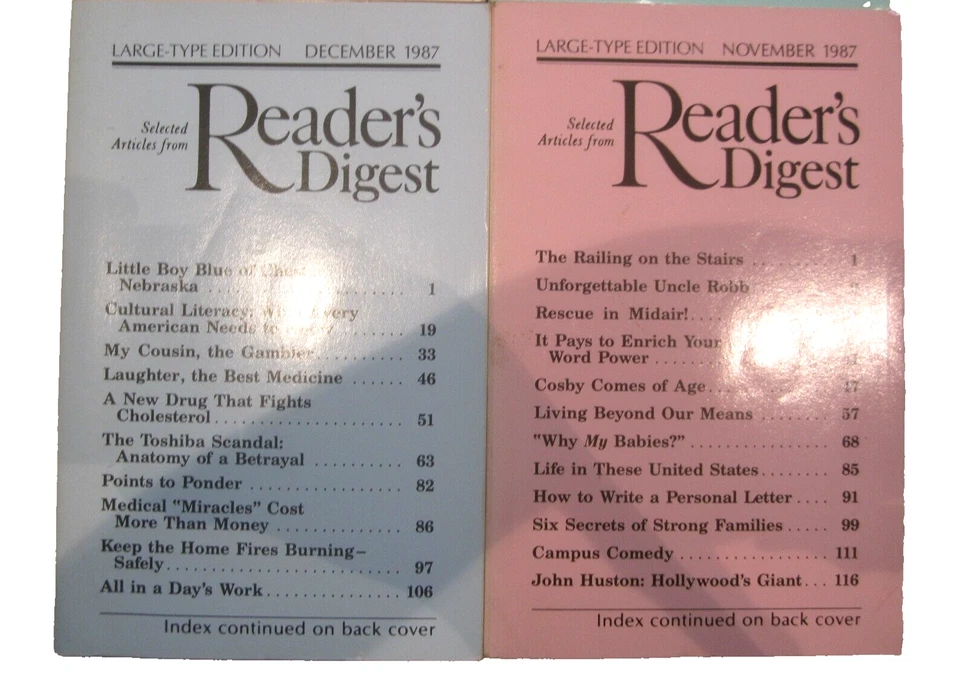 LARGE-TYPE EDITION DECEMBER 1987
Selected
Articles from
Reader's
Digest
Little Boy Blue of
Nebraska . . . . . . . . . . . . . . . . . 1
Cultural Literacy:
American Needs to . . . . . . . 19
My Cousin, the Gambler . . . . . . . . . . 33
Laughter, the Best Medicine . . . . . . 46
A New Drug That Fights
Cholesterol . . . . . . . . . . . . . . . . . . . . . 51
The Toshiba Scandal:
Anatomy of a Betrayal . . . . . . . . . . 63
Points to Ponder . . . . . . . . . . . . . . . . . 82
Medical "Miracles" Cost
More Than Money . . . . . . . . . . . . . . 86
Keep the Home Fires Burning–
Safely . . . . . . . . . . . . . . . . . . . . . . . . . . 97
All in a Day's Work . . . . . . . . . . . . . . . 106
Index continued on back cover
LARGE-TYPE EDITION NOVEMBER 1987
Selected
Articles from
Reader's
Digest
The Railing on the Stairs . . . . . . . . . 1
Unforgettable Uncle Robb
Rescue in Midair! . . . .
It Pays to Enrich Your
Word Power . . . . . . .
Cosby Comes of Age . . .
Living Beyond Our Means . . . . . . . . 57
"Why My Babies?" . . . . . . . . . . . . . . . . 68
Life in These United States . . . . . . . . 85
How to Write a Personal Letter . . . . 91
Six Secrets of Strong Families . . . . . 99
Campus Comedy . . . . . . . . . . . . . . . . . 111
John Huston: Hollywood's Giant . . . 116
Index continued on back cover